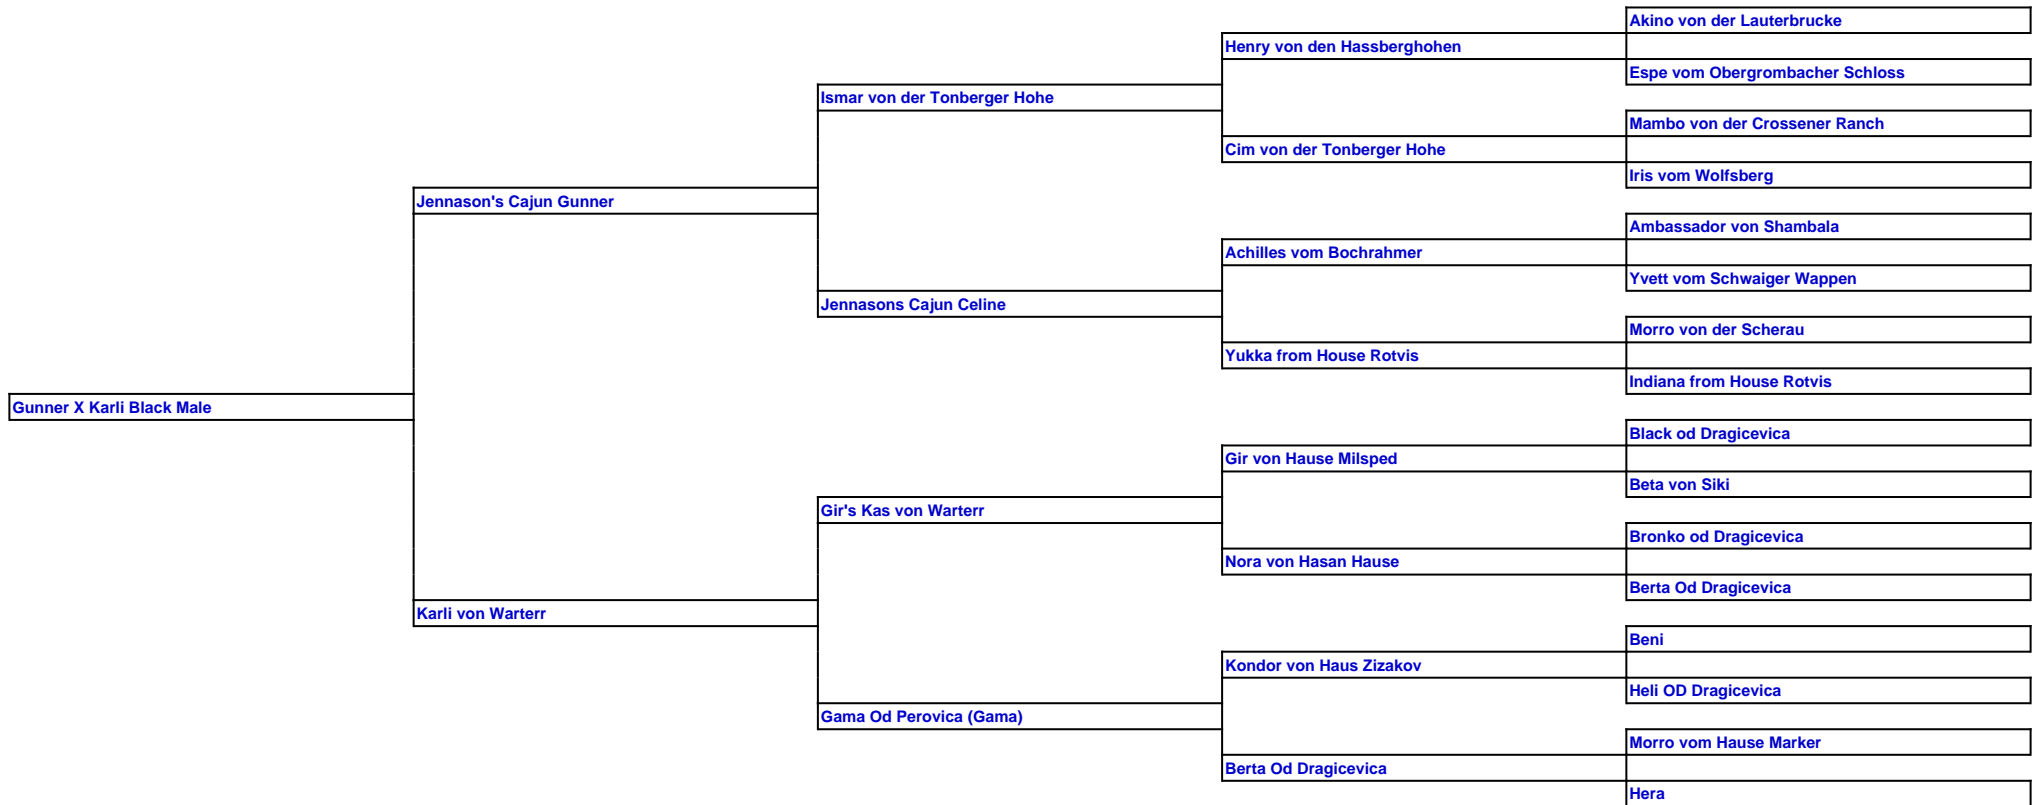 Akino von der Lauterbrucke
Henry von den Hassberghohen
Espe vom Obergrombacher Schloss
Ismar von der Tonberger Hohe
Mambo von der Crossener Ranch
Cim von der Tonberger Hohe
Iris vom Wolfsberg
Jennason's Cajun Gunner
Ambassador von Shambala
Achilles vom Bochrahmer
Yvett vom Schwaiger Wappen
Jennasons Cajun Celine
Morro von der Scherau
Yukka from House Rotvis
Indiana from House Rotvis
Gunner X Karli Black Male
Black od Dragicevica
Gir von Hause Milsped
Beta von Siki
Gir's Kas von Warterr
Bronko od Dragicevica
Nora von Hasan Hause
Berta Od Dragicevica
Karli von Warterr
Beni
Kondor von Haus Zizakov
Heli OD Dragicevica
Gama Od Perovica (Gama)
Morro vom Hause Marker
Berta Od Dragicevica
Hera